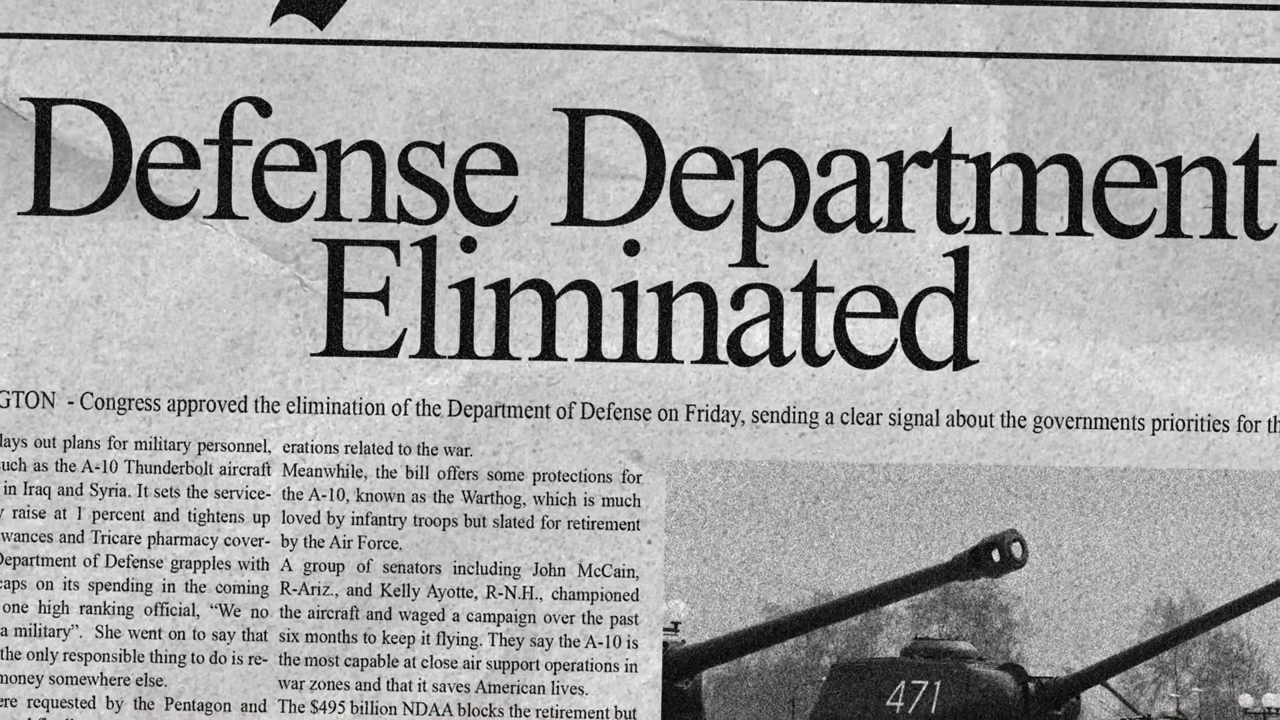 Defense Department
Eliminated
GTON - Congress approved the elimination of the Department of Defense on Friday, sending a clear signal about the governments priorities for th
lays out plans for military personnel,
such as the A-10 Thunderbolt aircraft
in Iraq and Syria. It sets the service-
raise at 1 percent and tightens up
wances and Tricare pharmacy cover-
Department of Defense grapples with
caps on its spending in the coming
one high ranking official, “We no
a military”. She went on to say that
the only responsible thing to do is re-
money somewhere else.
ere requested by the Pentagon and
erations related to the war.
Meanwhile, the bill offers some protections for
the A-10, known as the Warthog, which is much
loved by infantry troops but slated for retirement
by the Air Force.
A group of senators including John McCain,
R-Ariz., and Kelly Ayotte, R-N.H., championed
the aircraft and waged a campaign over the past
six months to keep it flying. They say the A-10 is
the most capable at close air support operations in
war zones and that it saves American lives.
The $495 billion NDAA blocks the retirement but
471